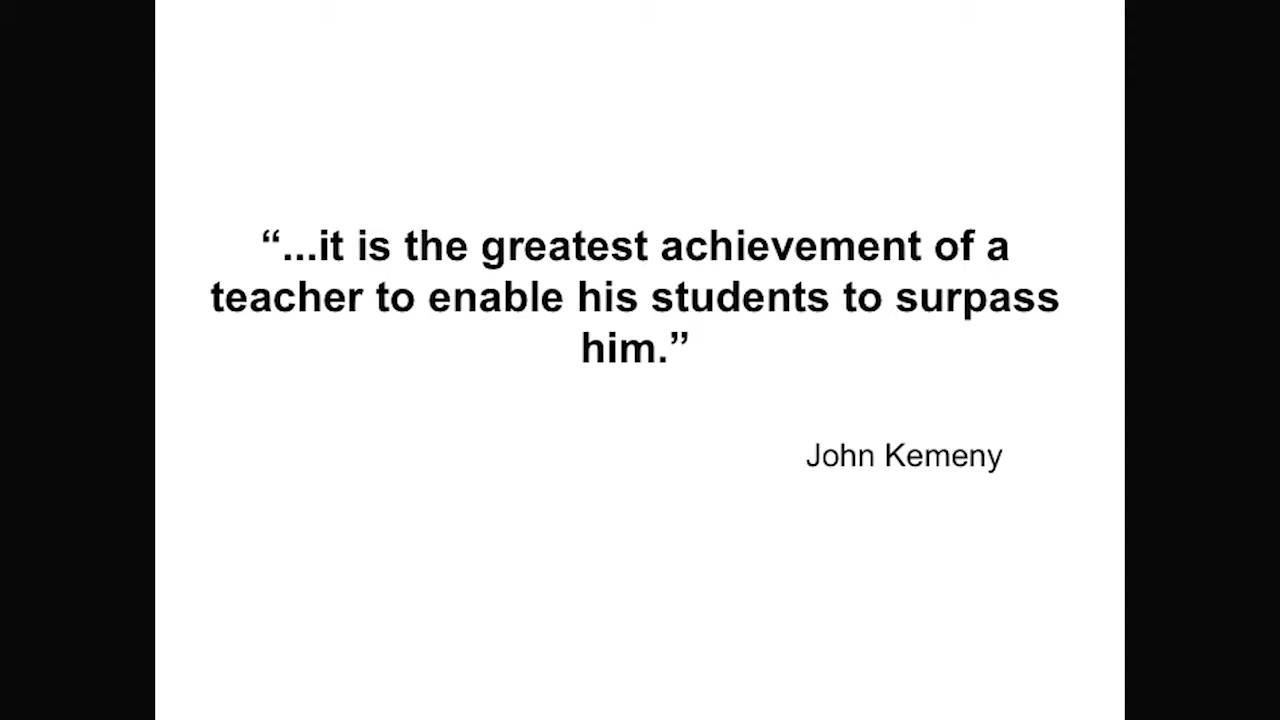 “...it is the greatest achievement of a
teacher to enable his students to surpass
him.”
John Kemeny